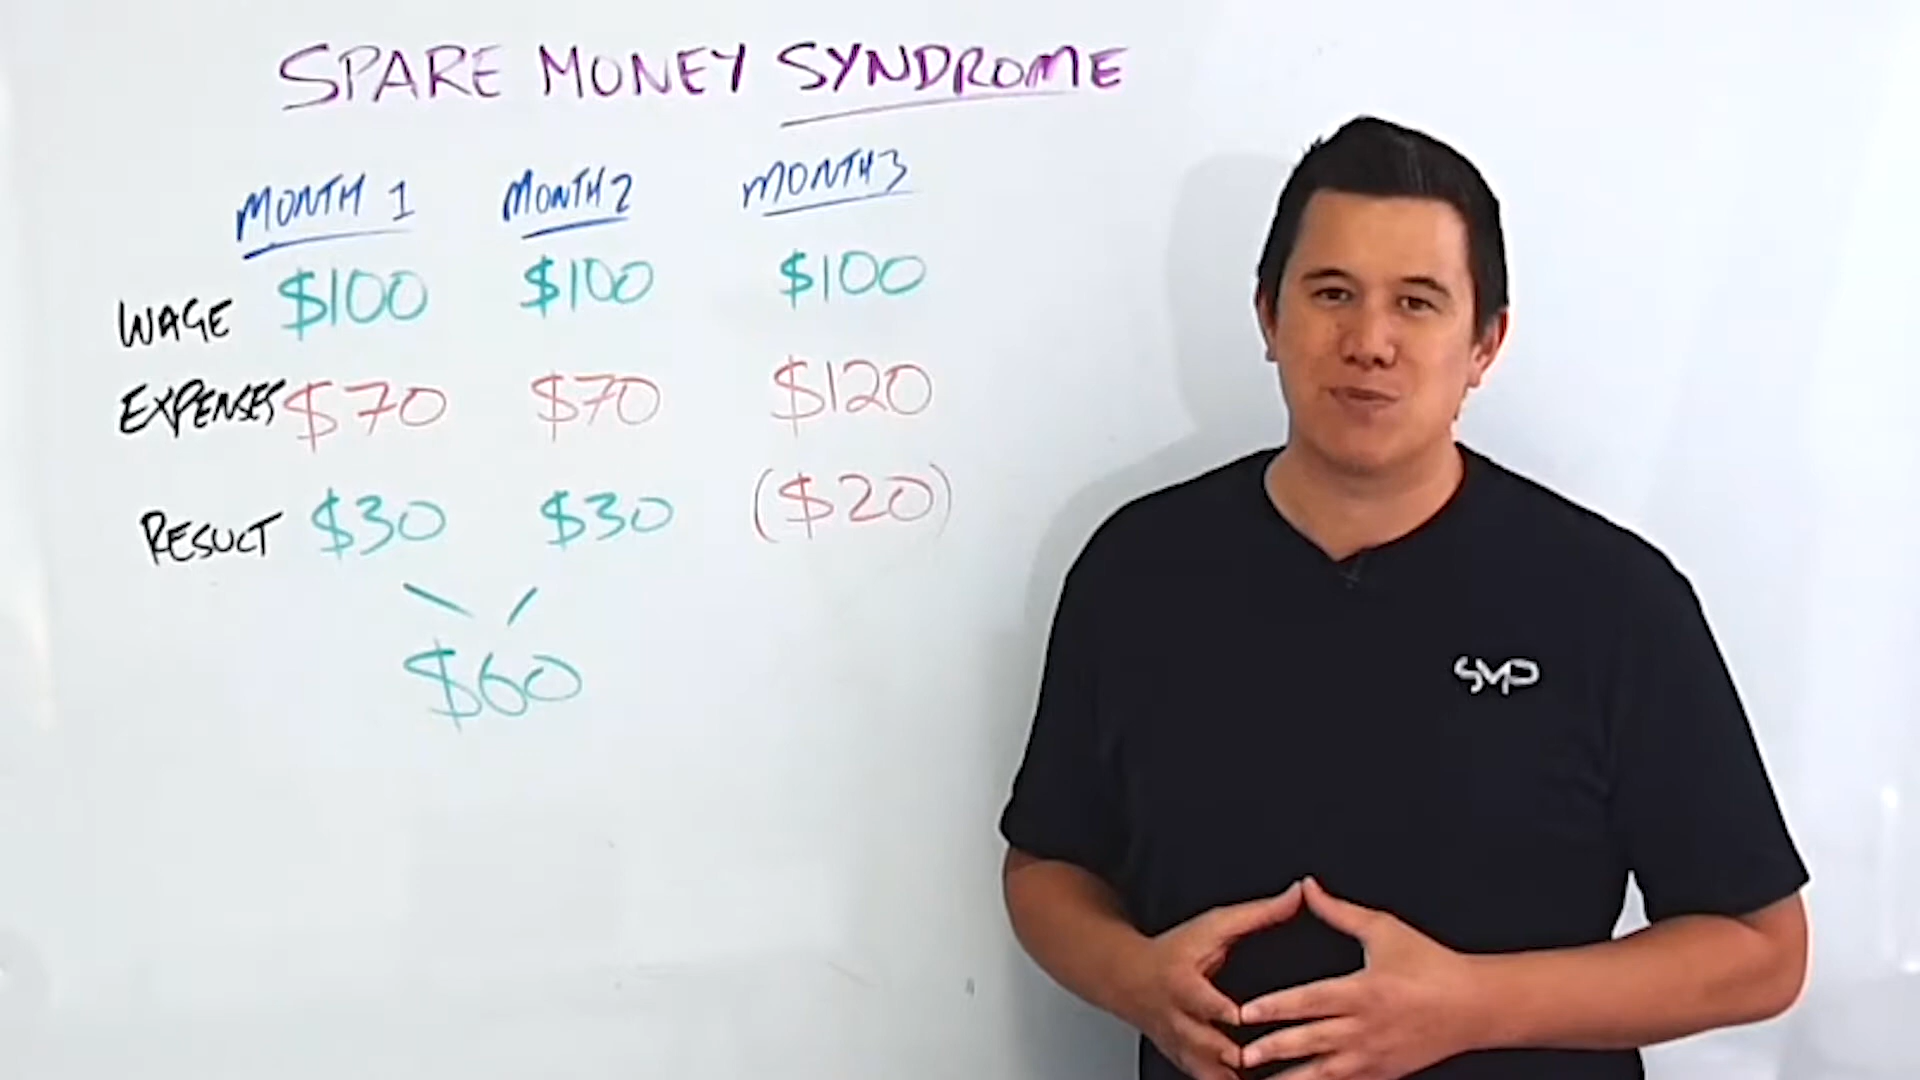 SPARE MONEY SYNDROME
MONTH 1 MONTH 2 MONTH 3
WAGE $100 $100 $100
EXPENSES $70 $70 $120
RESULT $30 $30 ($20)
$60
SMP